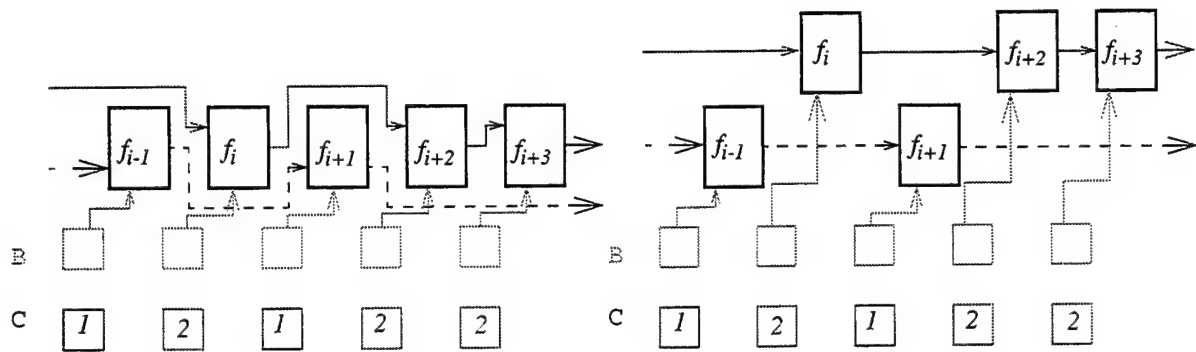 f_i f_{i+2} f_{i+3}
f_{i-1} f_i f_{i+1} f_{i+2} f_{i+3} f_{i-1} f_{i+1}
B B
C 1 2 1 2 2 C 1 2 1 2 2